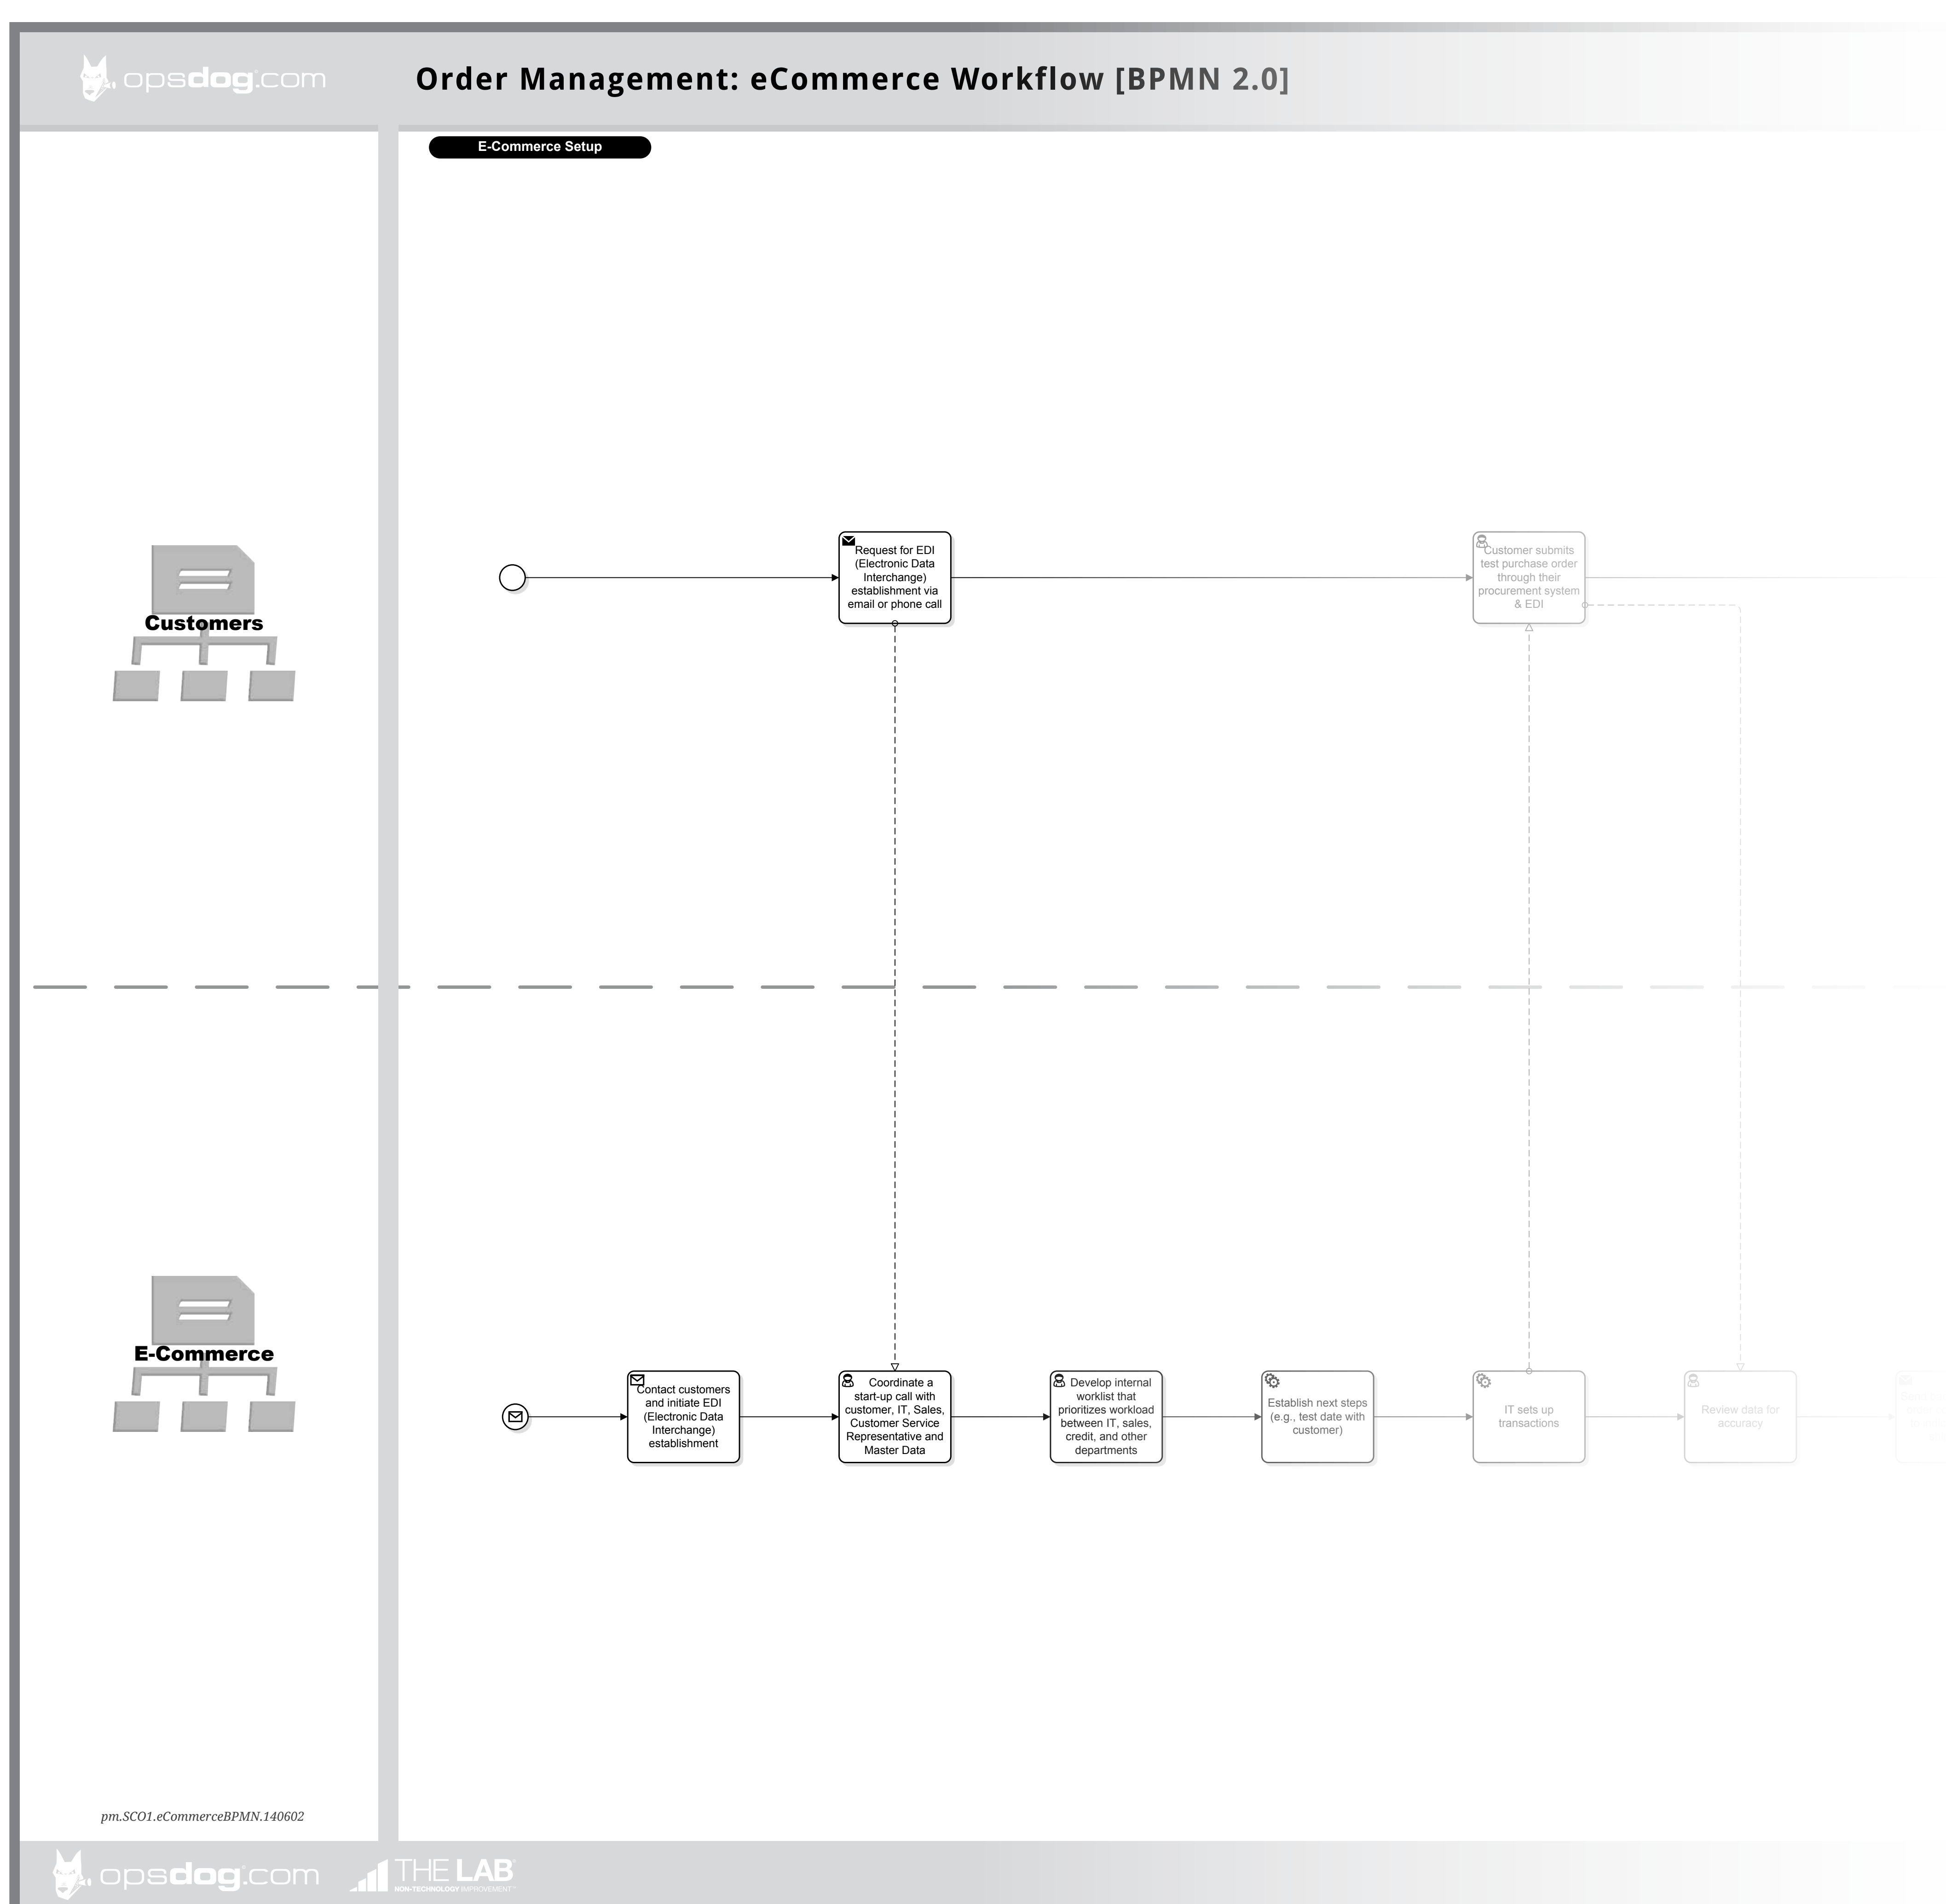 opsdog.com
Order Management: eCommerce Workflow [BPMN 2.0]
E-Commerce Setup
Customers
Request for EDI
(Electronic Data
Interchange)
establishment via
email or phone call
Customer submits
test purchase order
through their
procurement system
& EDI
E-Commerce
Contact customers
and initiate EDI
(Electronic Data
Interchange)
establishment
Coordinate a
start-up call with
customer, IT, Sales,
Customer Service
Representative and
Master Data
Develop internal
worklist that
prioritizes workload
between IT, sales,
credit, and other
departments
Establish next steps
(e.g., test date with
customer)
IT sets up
transactions
Review data for
accuracy
pm.SCO1.eCommerceBPMN.140602
opsdog.com
THE LAB
NON-TECHNOLOGY IMPROVEMENT